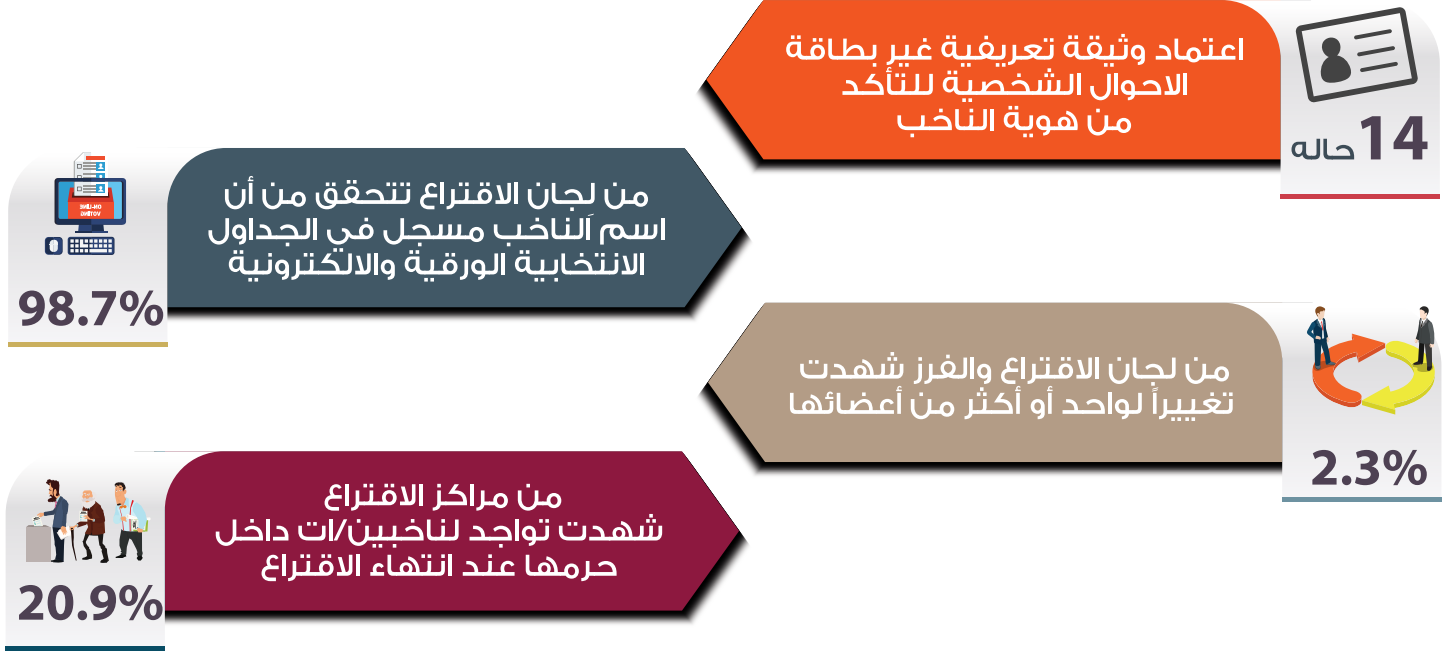 اعتماد وثيقة تعريفية غير بطاقة
الاحوال الشخصية للتأكد
من هوية الناخب
14 حاله
من لجان الاقتراع تتحقق من أن
اسم الناخب مسجل في الجداول
الانتخابية الورقية والالكترونية
98.7%
من لجان الاقتراع والفرز شهدت
تغييراً لواحد أو أكثر من أعضائها
2.3%
من مراكز الاقتراع
شهدت تواجد لناخبين/ات داخل
حرمها عند انتهاء الاقتراع
20.9%